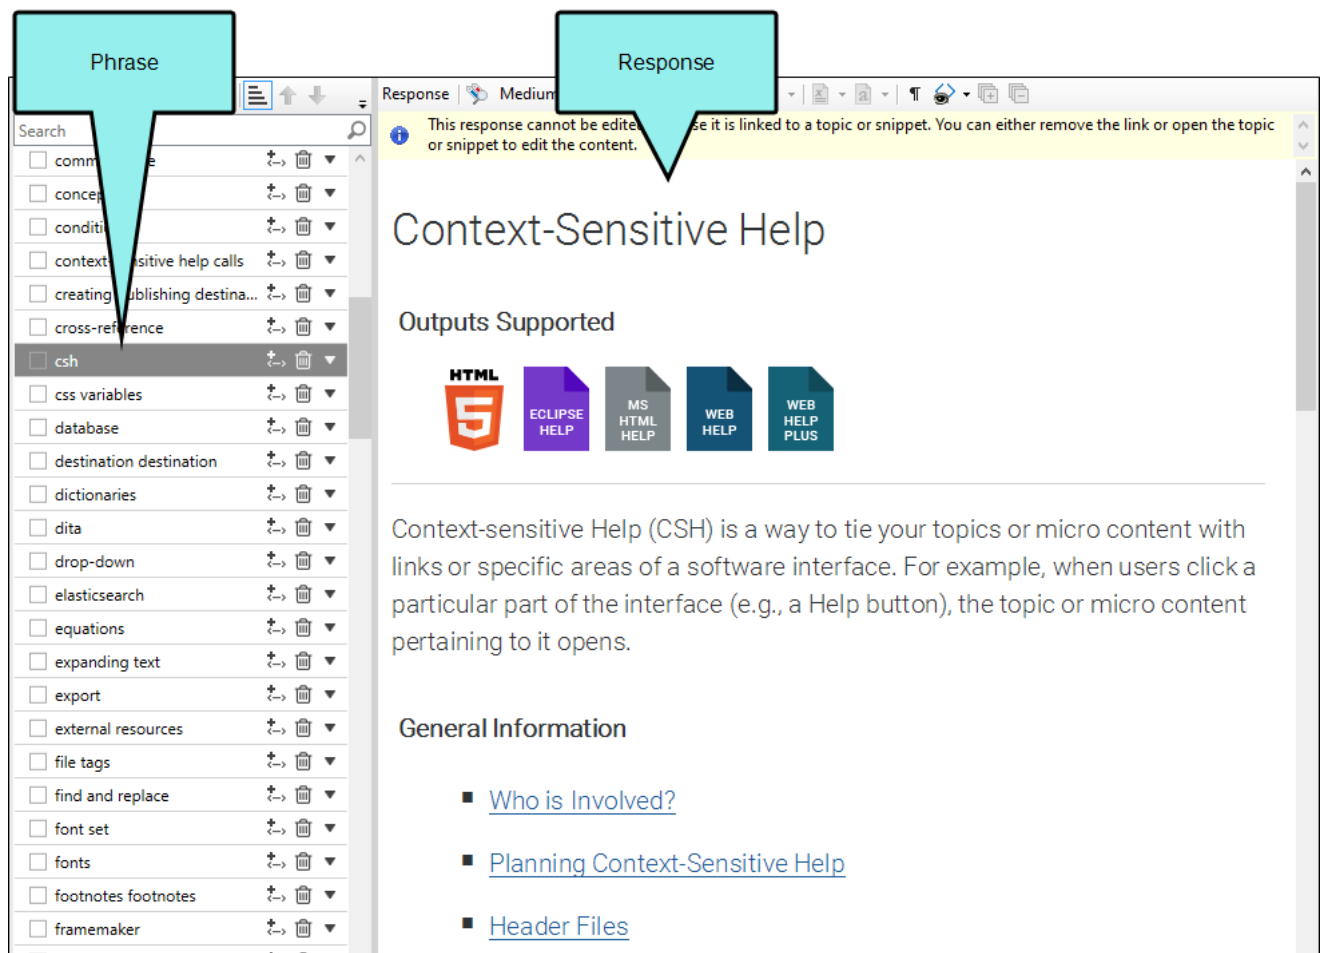 Phrase
Response
Response
Medium
Search
This response cannot be edite
se it is linked to a topic or snippet. You can either remove the link or open the topic
or snippet to edit the content.
comm
e
concep
conditi
context-
nsitive help calls
creating
ublishing destina...
cross-reference
csh
css variables
database
destination destination
dictionaries
dita
drop-down
elasticsearch
equations
expanding text
export
external resources
file tags
find and replace
font set
fonts
footnotes footnotes
framemaker
Context-Sensitive Help
Outputs Supported
HTML
5
ECLIPSE
HELP
MS
HTML
HELP
WEB
HELP
WEB
HELP
PLUS
Context-sensitive Help (CSH) is a way to tie your topics or micro content with
links or specific areas of a software interface. For example, when users click a
particular part of the interface (e.g., a Help button), the topic or micro content
pertaining to it opens.
General Information
Who is Involved?
Planning Context-Sensitive Help
Header Files